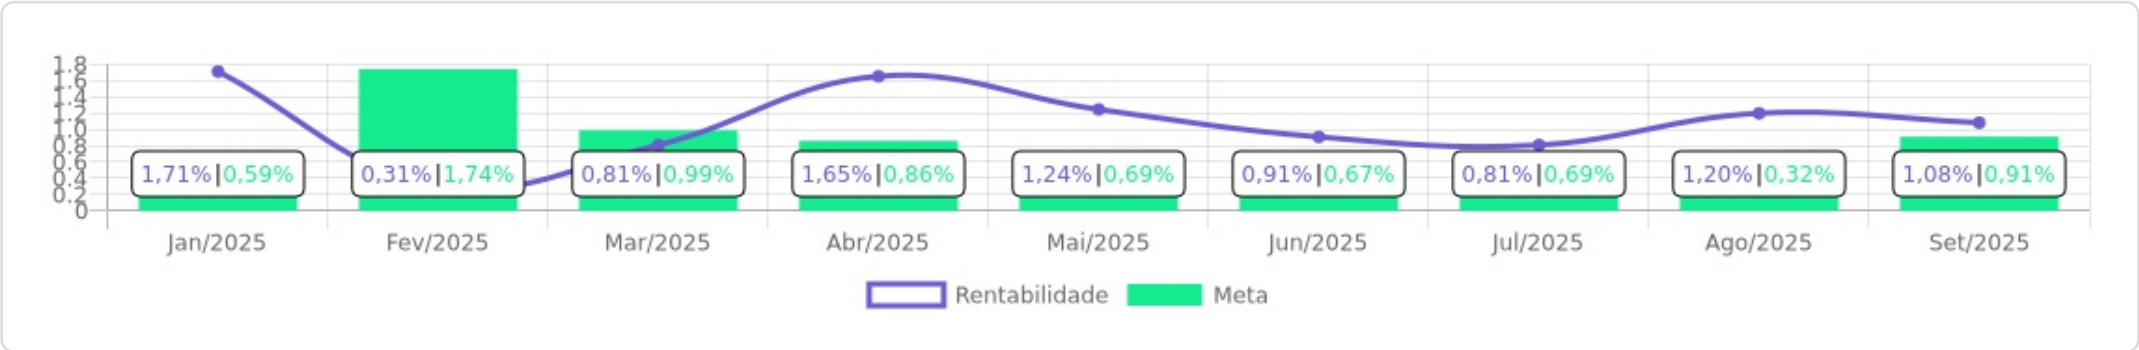 1.8
1.6
1.4
1.2
1.0
0.8
0.6
0.4
0.2
0
1,71%|0,59%
0,31%|1,74%
0,81%|0,99%
1,65%|0,86%
1,24%|0,69%
0,91%|0,67%
0,81%|0,69%
1,20%|0,32%
1,08%|0,91%
Jan/2025
Fev/2025
Mar/2025
Abr/2025
Mai/2025
Jun/2025
Jul/2025
Ago/2025
Set/2025
Rentabilidade
Meta